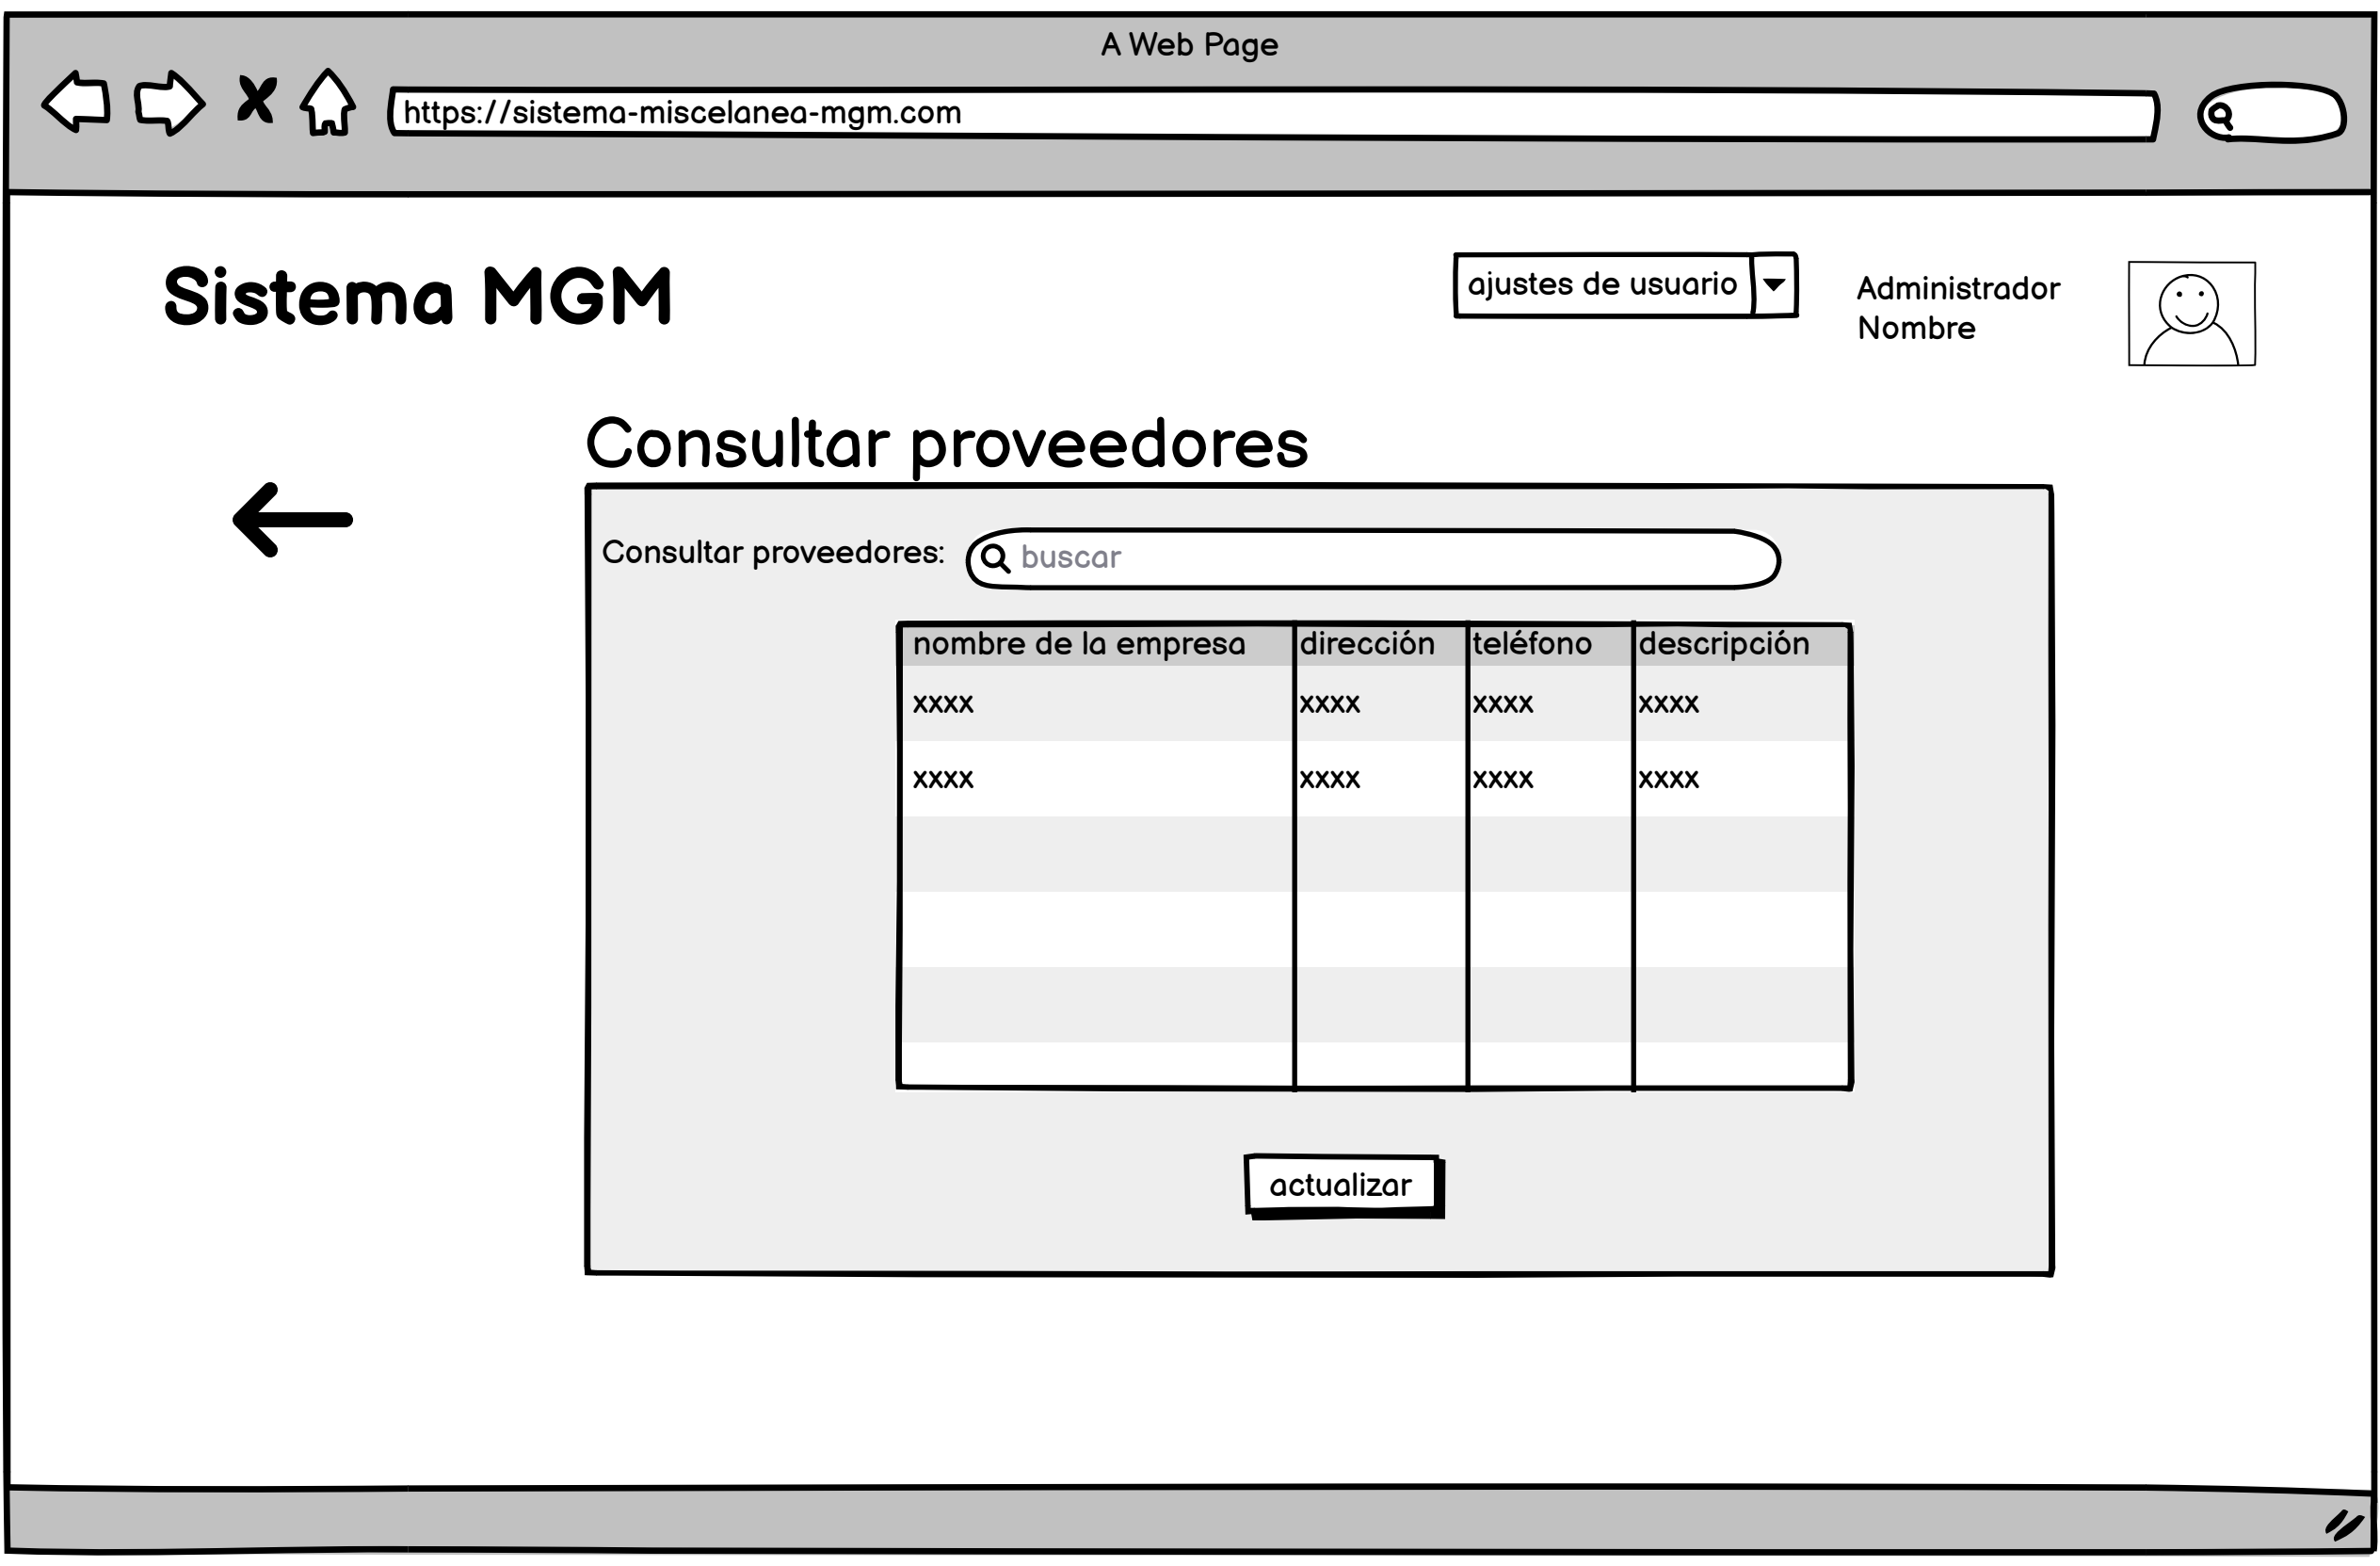 A Web Page
https://sistema-miscelanea-mgm.com
Sistema MGM
ajustes de usuario
Administrador
Nombre
Consultar proveedores
Consultar proveedores:
buscar
nombre de la empresa dirección teléfono descripción
xxxx xxxx xxxx xxxx
xxxx xxxx xxxx xxxx
actualizar